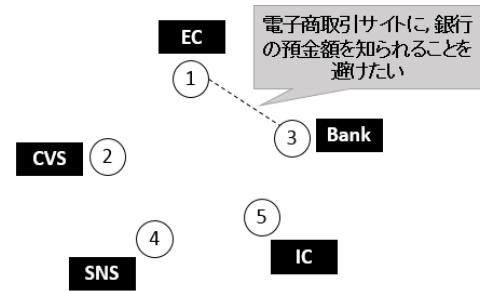 EC
電子商取引サイトに，銀行
の預金額を知られることを
避けたい
1
3
Bank
CVS
2
5
4
IC
SNS